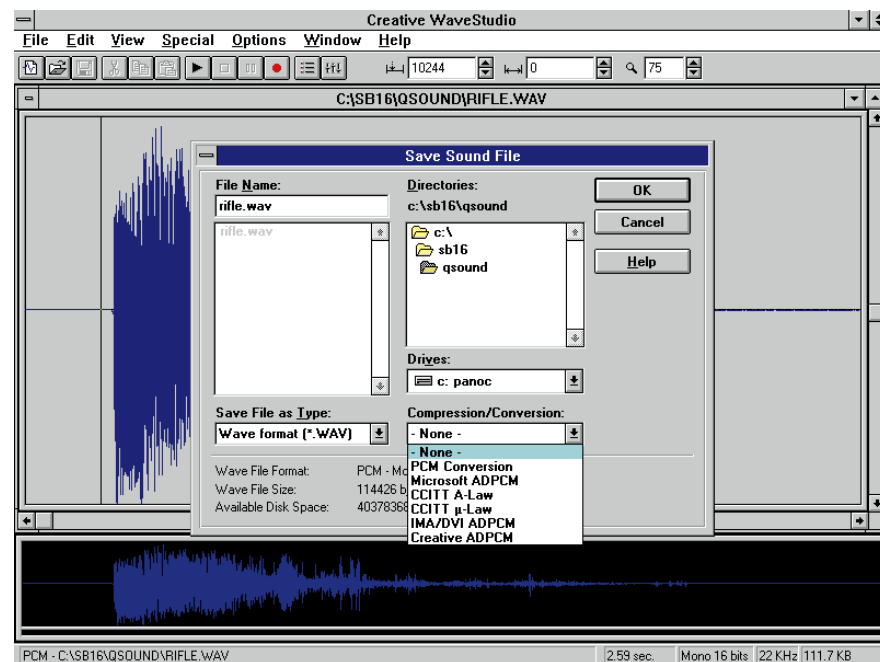 Creative WaveStudio
File Edit View Special Options Window Help
10244 0 75
C:\SB16\QSOUND\RIFLE.WAV
Save Sound File
File Name:
rifle.wav
rifle.wav
Directories:
c:\sb16\qsound
c:\
sb16
qsound
OK
Cancel
Help
Drives:
c: panoc
Save File as Type:
Wave format (*.WAV)
Compression/Conversion:
- None -
- None -
PCM Conversion
Microsoft ADPCM
CCITT A-Law
CCITT µ-Law
IMA/DVI ADPCM
Creative ADPCM
Wave File Format: PCM - Mo
Wave File Size: 114426 b
Available Disk Space: 40378368
PCM - C:\SB16\QSOUND\RIFLE.WAV 2.59 sec. Mono 16 bits 22 KHz 111.7 KB